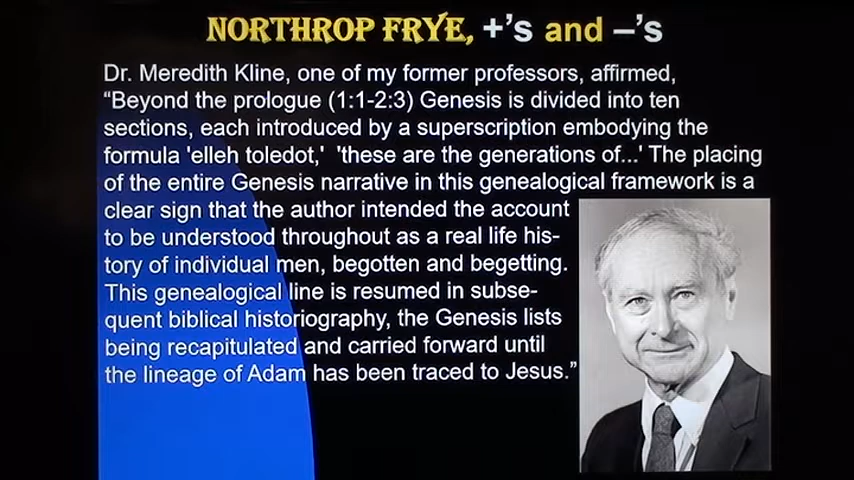 NORTHROP FRYE, +’s and –’s
Dr. Meredith Kline, one of my former professors, affirmed,
“Beyond the prologue (1:1-2:3) Genesis is divided into ten
sections, each introduced by a superscription embodying the
formula 'elleh toledot,' 'these are the generations of...' The placing
of the entire Genesis narrative in this genealogical framework is a
clear sign that the author intended the account
to be understood throughout as a real life his-
tory of individual men, begotten and begetting.
This genealogical line is resumed in subse-
quent biblical historiography, the Genesis lists
being recapitulated and carried forward until
the lineage of Adam has been traced to Jesus.”